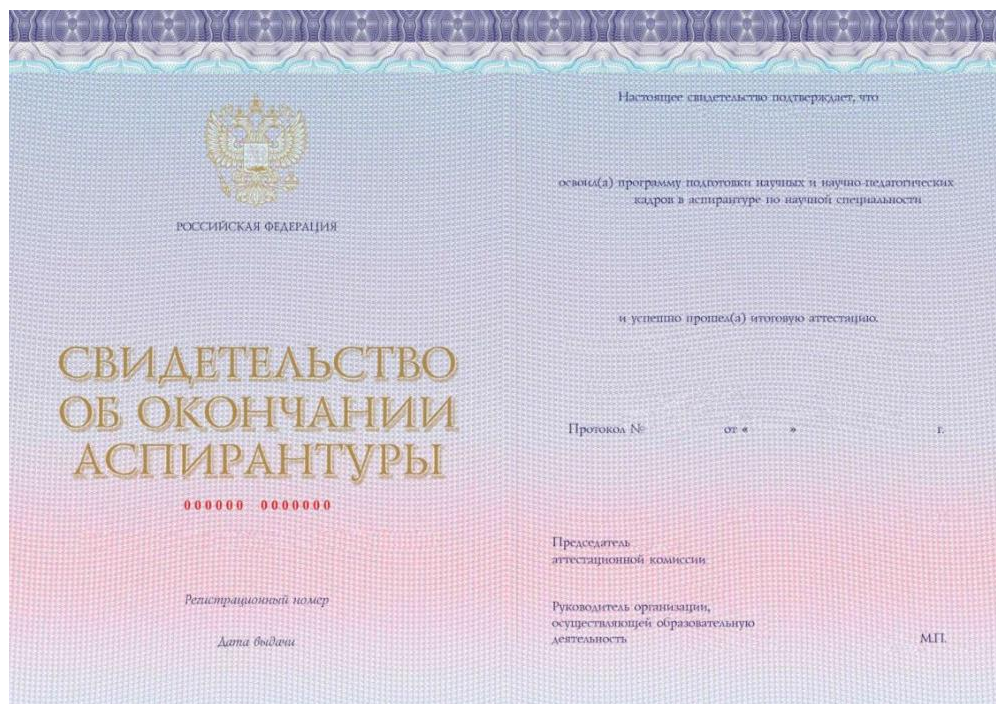 РОССИЙСКАЯ ФЕДЕРАЦИЯ
СВИДЕТЕЛЬСТВО
ОБ ОКОНЧАНИИ
АСПИРАНТУРЫ
000000 0000000
Регистрационный номер
Дата выдачи
Настоящее свидетельство подтверждает, что
освоил(а) программу подготовки научных и научно-педагогических
кадров в аспирантуре по научной специальности
и успешно прошел(а) итоговую аттестацию.
Протокол № от « » г.
Председатель
аттестационной комиссии
Руководитель организации,
осуществляющей образовательную
деятельность М.П.